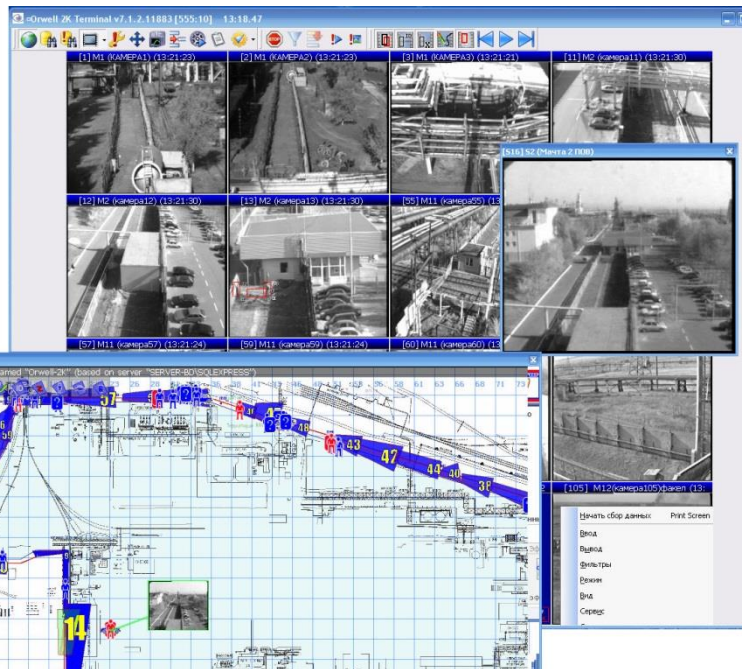 =Orwell 2K Terminal v7.1.2.11883 [555:10] 13:18.47
[1] M1 (КАМЕРА1) (13:21:23)
[2] M1 (КАМЕРА2) (13:21:23)
[3] M1 (КАМЕРА3) (13:21:21)
[11] M2 (камера11) (13:21:30)
[S16] S2 (Мачта 2 ПОВ)
[12] M2 (камера12) (13:21:30)
[13] M2 (камера13) (13:21:30)
[55] M11 (камера55) (13
[57] M11 (камера57) (13:21:24)
[59] M11 (камера59) (13:21:24)
[60] M11 (камера60) (13:
amed "Orwell-2K" (based on server "SERVER-BD\SQLEXPRESS")
57
48
43
42
44
40
38
14
[105] M12(камера105)факел (13:
Начать сбор данных Print Screen
Ввод
Вывод
Фильтры
Режим
Вид
Сервис